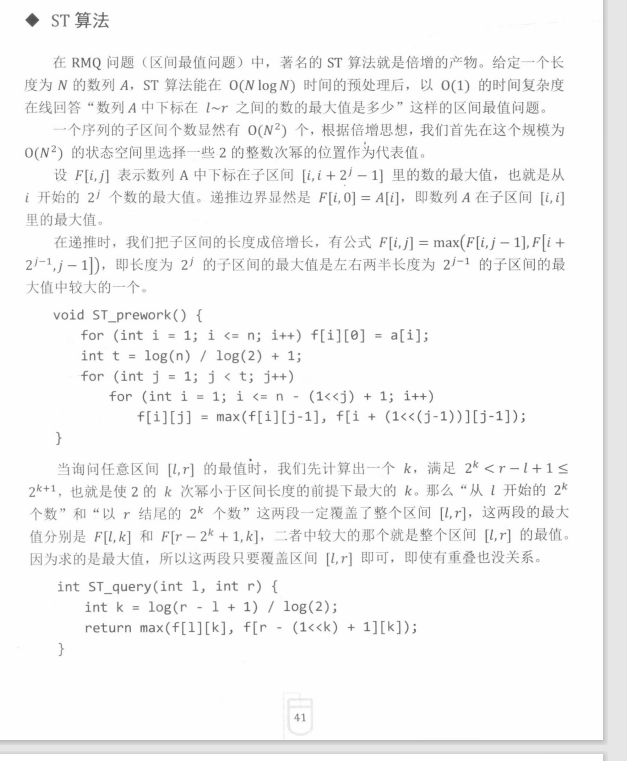 ◆ ST 算法
在 RMQ 问题（区间最值问题）中，著名的 ST 算法就是倍增的产物。给定一个长
度为 N 的数列 A，ST 算法能在 O(N log N) 时间的预处理后，以 O(1) 的时间复杂度
在线回答“数列 A 中下标在 l~r 之间的数的最大值是多少”这样的区间最值问题。
一个序列的子区间个数显然有 O(N²) 个，根据倍增思想，我们首先在这个规模为
O(N²) 的状态空间里选择一些 2 的整数次幂的位置作为代表值。
设 F[i,j] 表示数列 A 中下标在子区间 [i,i + 2ʲ − 1] 里的数的最大值，也就是从
i 开始的 2ʲ 个数的最大值。递推边界显然是 F[i,0] = A[i]，即数列 A 在子区间 [i,i]
里的最大值。
在递推时，我们把子区间的长度成倍增长，有公式 F[i,j] = max(F[i,j − 1],F[i +
2ʲ⁻¹,j − 1])，即长度为 2ʲ 的子区间的最大值是左右两半长度为 2ʲ⁻¹ 的子区间的最
大值中较大的一个。
void ST_prework() {
for (int i = 1; i <= n; i++) f[i][0] = a[i];
int t = log(n) / log(2) + 1;
for (int j = 1; j < t; j++)
for (int i = 1; i <= n - (1<<j) + 1; i++)
f[i][j] = max(f[i][j-1], f[i + (1<<(j-1))][j-1]);
}
当询问任意区间 [l,r] 的最值时，我们先计算出一个 k，满足 2ᵏ < r − l + 1 ≤
2ᵏ⁺¹，也就是使 2 的 k 次幂小于区间长度的前提下最大的 k。那么“从 l 开始的 2ᵏ
个数”和“以 r 结尾的 2ᵏ 个数”这两段一定覆盖了整个区间 [l,r]，这两段的最大
值分别是 F[l,k] 和 F[r − 2ᵏ + 1,k]，二者中较大的那个就是整个区间 [l,r] 的最值。
因为求的是最大值，所以这两段只要覆盖区间 [l,r] 即可，即使有重叠也没关系。
int ST_query(int l, int r) {
int k = log(r - l + 1) / log(2);
return max(f[l][k], f[r - (1<<k) + 1][k]);
}
41